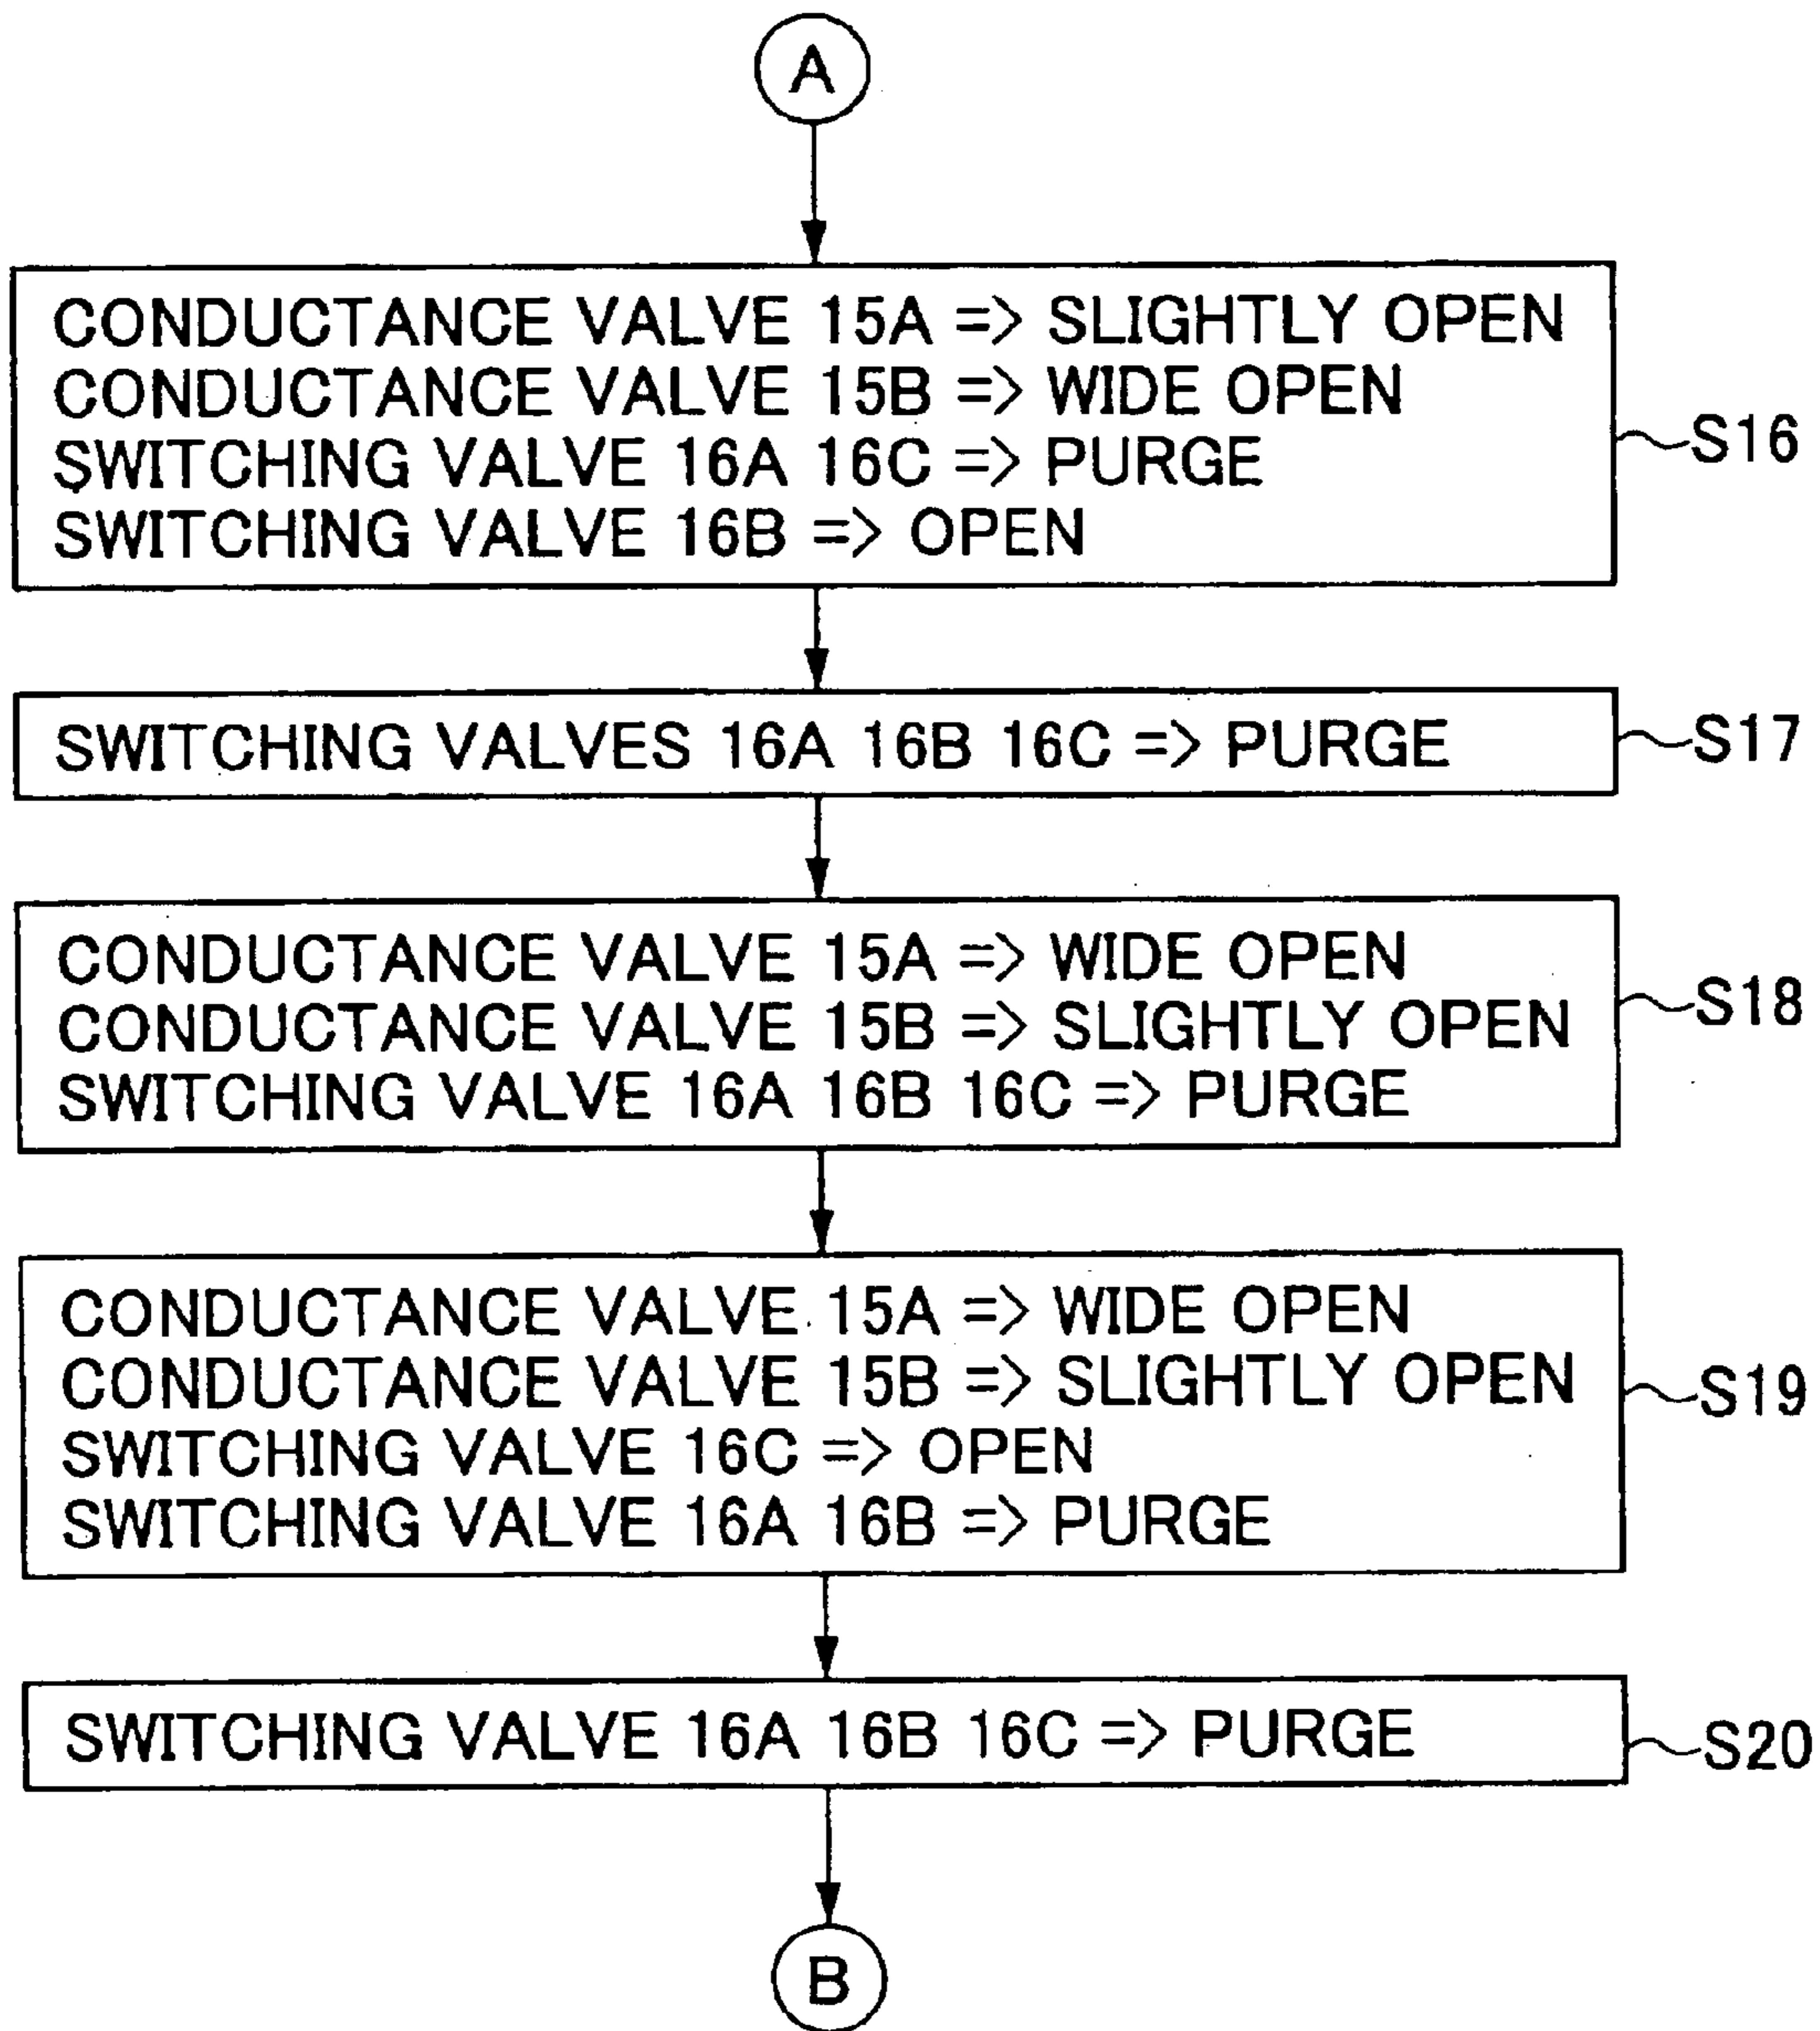 A
CONDUCTANCE VALVE 15A => SLIGHTLY OPEN
CONDUCTANCE VALVE 15B => WIDE OPEN
SWITCHING VALVE 16A 16C => PURGE
SWITCHING VALVE 16B => OPEN
S16
SWITCHING VALVES 16A 16B 16C => PURGE
S17
CONDUCTANCE VALVE 15A => WIDE OPEN
CONDUCTANCE VALVE 15B => SLIGHTLY OPEN
SWITCHING VALVE 16A 16B 16C => PURGE
S18
CONDUCTANCE VALVE 15A => WIDE OPEN
CONDUCTANCE VALVE 15B => SLIGHTLY OPEN
SWITCHING VALVE 16C => OPEN
SWITCHING VALVE 16A 16B => PURGE
S19
SWITCHING VALVE 16A 16B 16C => PURGE
S20
B